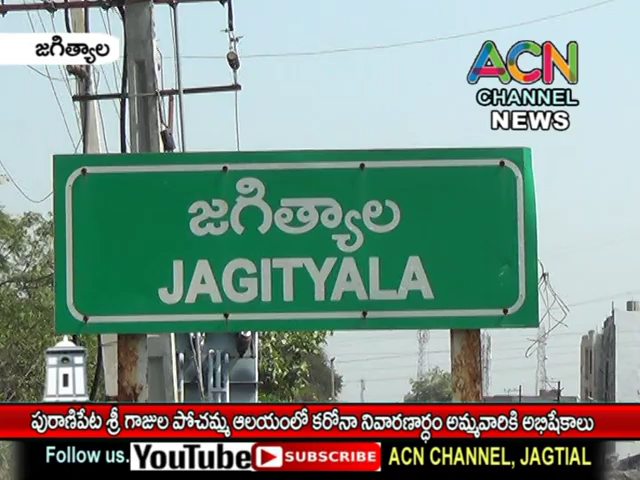 జగిత్యాల
ACN
CHANNEL
NEWS
జగిత్యాల
JAGITYALA
పురాణిపేట శ్రీ గాజుల పోచమ్మ ఆలయంలో కరోనా నివారణార్ధం అమ్మవారికి అభిషేకాలు
Follow us. YouTube SUBSCRIBE ACN CHANNEL, JAGTIAL